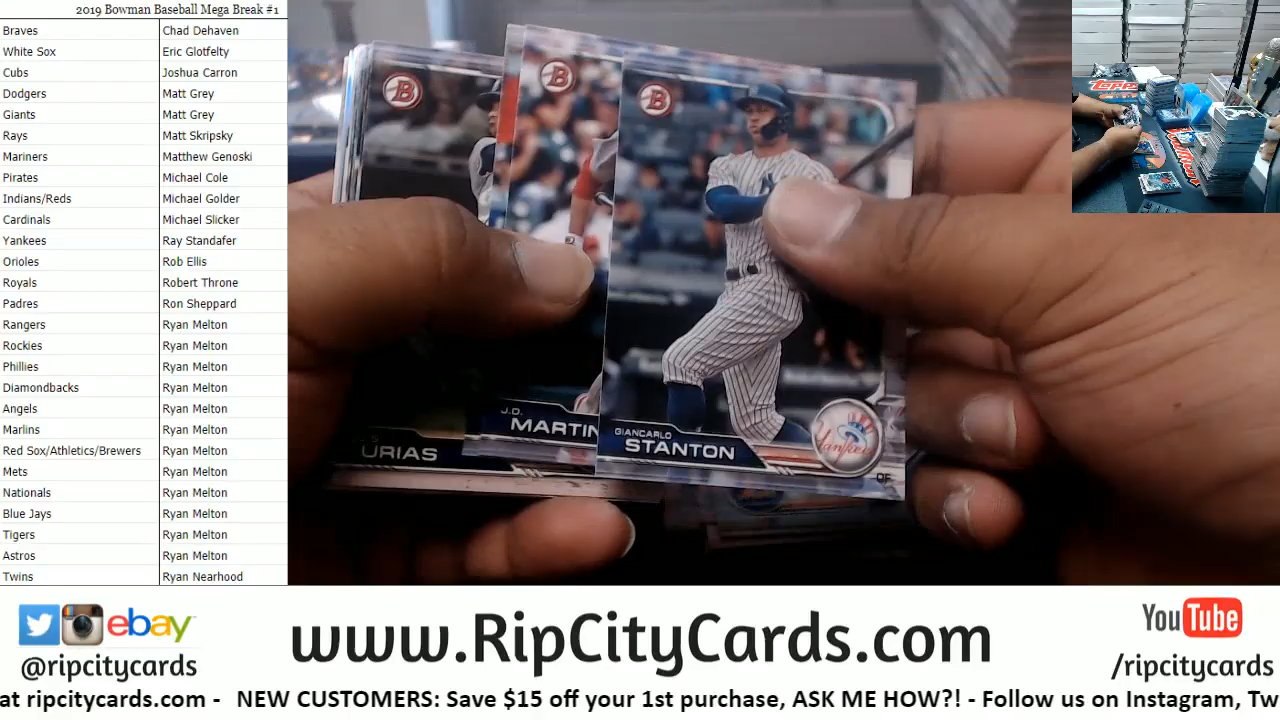 2019 Bowman Baseball Mega Break #1
Braves Chad Dehaven
White Sox Eric Glotfelty
Cubs Joshua Carron
Dodgers Matt Grey
Giants Matt Grey
Rays Matt Skripsky
Mariners Matthew Genoski
Pirates Michael Cole
Indians/Reds Michael Golder
Cardinals Michael Slicker
Yankees Ray Standafer
Orioles Rob Ellis
Royals Robert Throne
Padres Ron Sheppard
Rangers Ryan Melton
Rockies Ryan Melton
Phillies Ryan Melton
Diamondbacks Ryan Melton
Angels Ryan Melton
Marlins Ryan Melton
Red Sox/Athletics/Brewers Ryan Melton
Mets Ryan Melton
Nationals Ryan Melton
Blue Jays Ryan Melton
Tigers Ryan Melton
Astros Ryan Melton
Twins Ryan Nearhood
B
B
B
URIAS
J.D.
MARTIN
GIANCARLO
STANTON
Yankees
OF
topps
ebay
@ripcitycards
www.RipCityCards.com
YouTube
/ripcitycards
at ripcitycards.com - NEW CUSTOMERS: Save $15 off your 1st purchase, ASK ME HOW?! - Follow us on Instagram, Tw